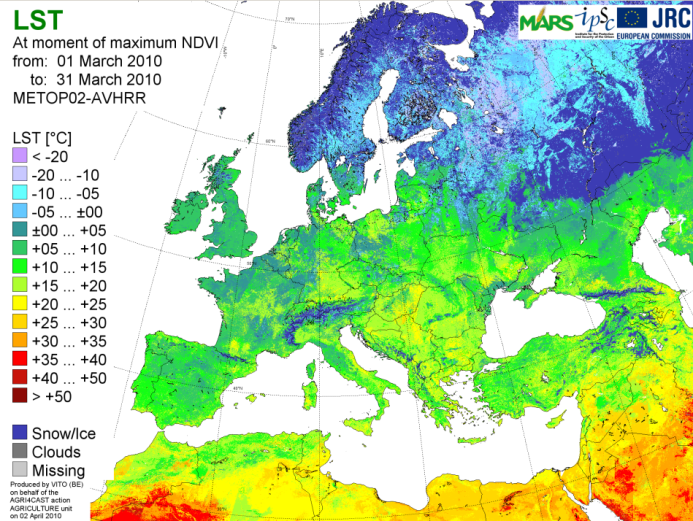 LST
At moment of maximum NDVI
from: 01 March 2010
to: 31 March 2010
METOP02-AVHRR
MARS
ipsc
JRC
EUROPEAN COMMISSION
LST [°C]
< -20
-20 ... -10
-10 ... -05
-05 ... ±00
±00 ... +05
+05 ... +10
+10 ... +15
+15 ... +20
+20 ... +25
+25 ... +30
+30 ... +35
+35 ... +40
+40 ... +50
> +50
Snow/Ice
Clouds
Missing
Produced by VITO (BE)
on behalf of the
AGRI4CAST action
AGRICULTURE unit
on 02 April 2010